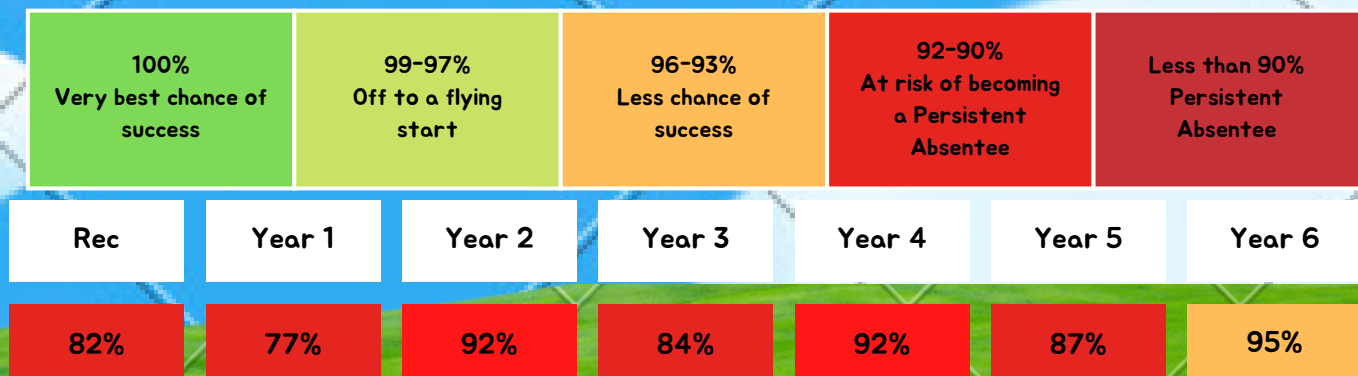 100%
Very best chance of
success
99-97%
Off to a flying
start
96-93%
Less chance of
success
92-90%
At risk of becoming
a Persistent
Absentee
Less than 90%
Persistent
Absentee
Rec
Year 1
Year 2
Year 3
Year 4
Year 5
Year 6
82%
77%
92%
84%
92%
87%
95%